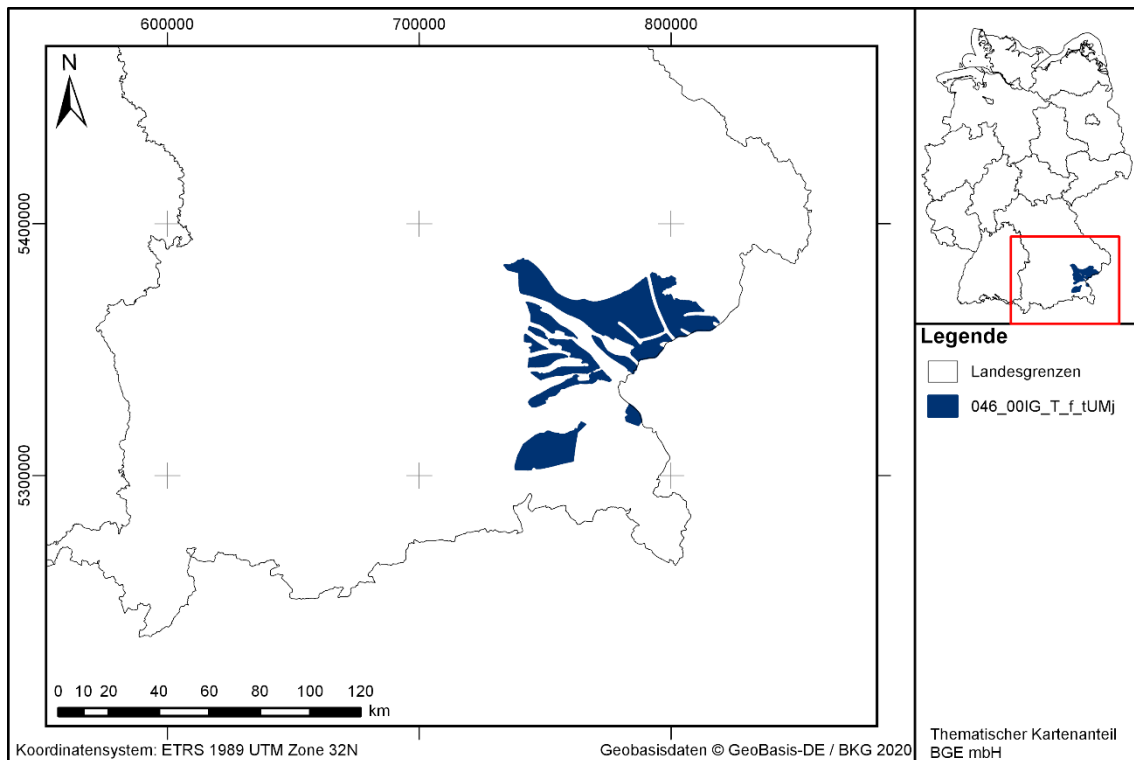 600000
700000
800000
N
5400000
5300000
0 10 20 40 60 80 100 120
km
Koordinatensystem: ETRS 1989 UTM Zone 32N
Geobasisdaten © GeoBasis-DE / BKG 2020
Legende
Landesgrenzen
046_00IG_T_f_tUMj
Thematischer Kartenanteil
BGE mbH